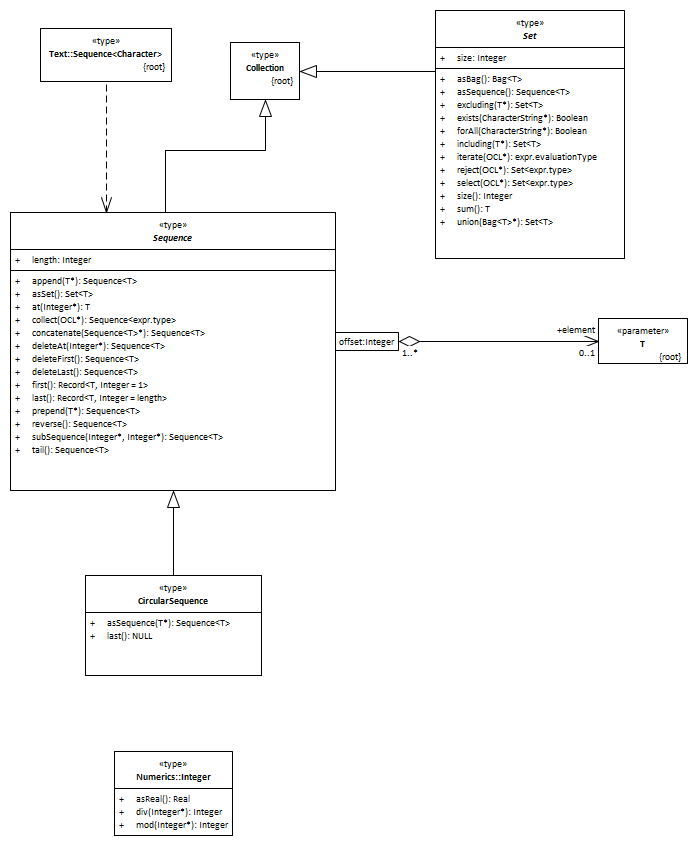 «type»
Text::Sequence<Character>
{root}
«type»
Collection
{root}
«type»
Set
+ size: Integer
+ asBag(): Bag<T>
+ asSequence(): Sequence<T>
+ excluding(T*): Set<T>
+ exists(CharacterString*): Boolean
+ forAll(CharacterString*): Boolean
+ including(T*): Set<T>
+ iterate(OCL*): expr.evaluationType
+ reject(OCL*): Set<expr.type>
+ select(OCL*): Set<expr.type>
+ size(): Integer
+ sum(): T
+ union(Bag<T>*): Set<T>
«type»
Sequence
+ length: Integer
+ append(T*): Sequence<T>
+ asSet(): Set<T>
+ at(Integer*): T
+ collect(OCL*): Sequence<expr.type>
+ concatenate(Sequence<T>*): Sequence<T>
+ deleteAt(Integer*): Sequence<T>
+ deleteFirst(): Sequence<T>
+ deleteLast(): Sequence<T>
+ first(): Record<T, Integer = 1>
+ last(): Record<T, Integer = length>
+ prepend(T*): Sequence<T>
+ reverse(): Sequence<T>
+ subSequence(Integer*, Integer*): Sequence<T>
+ tail(): Sequence<T>
offset:Integer
1..*
+element
0..1
«parameter»
T
{root}
«type»
CircularSequence
+ asSequence(T*): Sequence<T>
+ last(): NULL
«type»
Numerics::Integer
+ asReal(): Real
+ div(Integer*): Integer
+ mod(Integer*): Integer